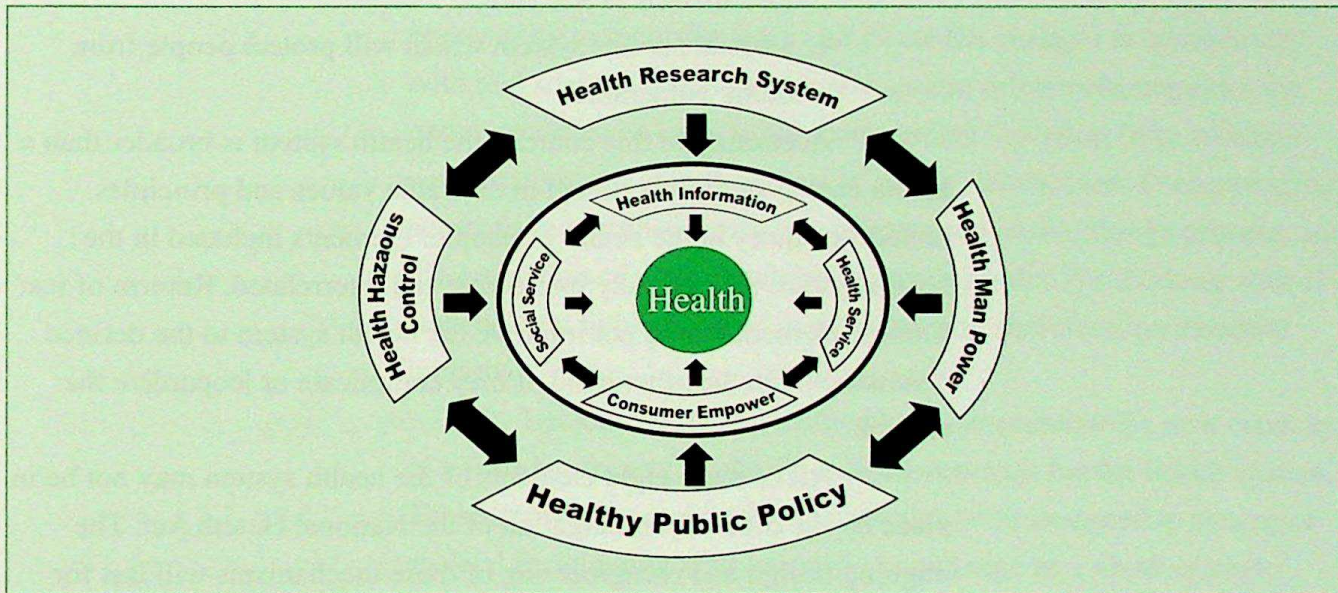 Health Research System
Health Information
Health Hazaous
Control
Social Service
Health
Health Service
Health Man Power
Consumer Empower
Healthy Public Policy